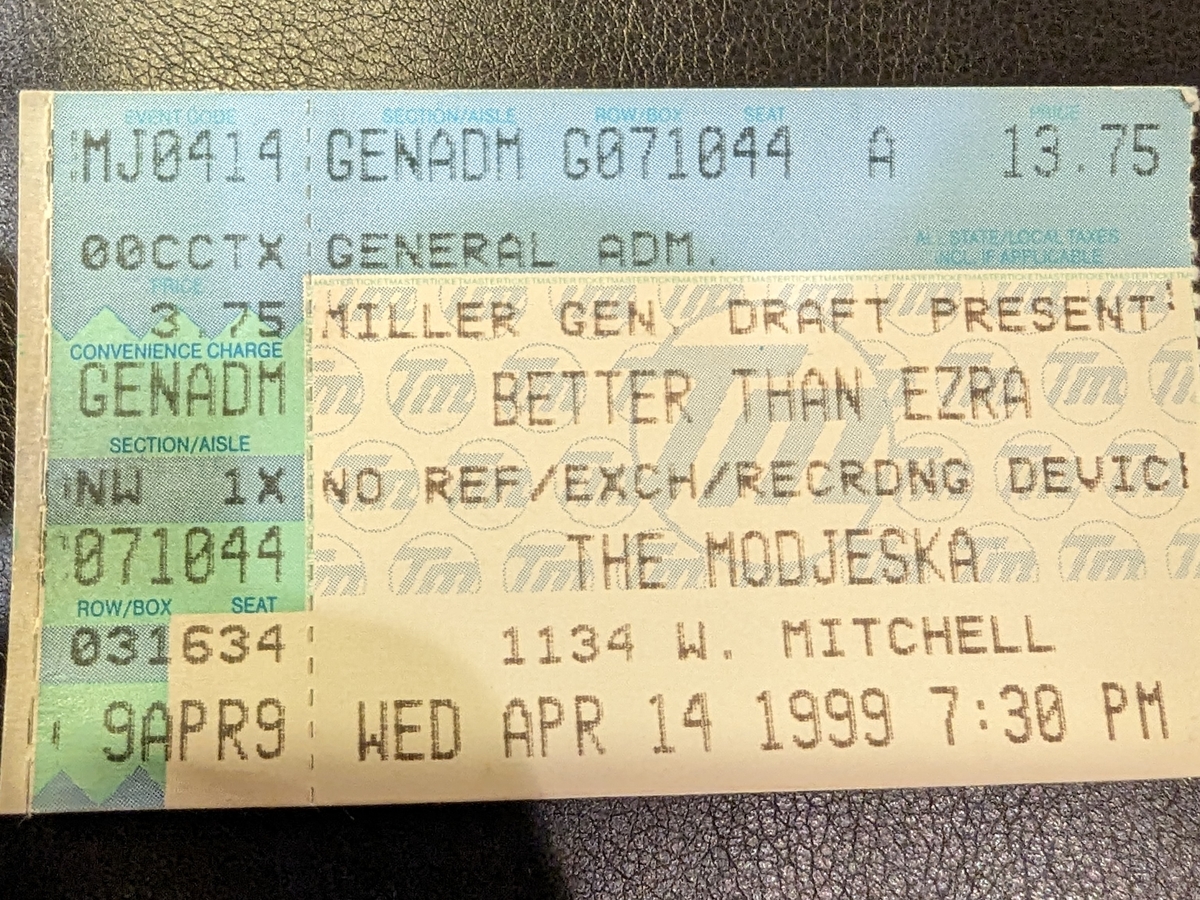 EVENT CODE SECTION/AISLE ROW/BOX SEAT PRICE
MJ0414 GENADM G071044 A 13.75
00CCTX GENERAL ADM. ALL STATE/LOCAL TAXES
INCL. IF APPLICABLE
PRICE
3.75
CONVENIENCE CHARGE
GENADM
SECTION/AISLE
NW 1X
071044
ROW/BOX SEAT
031634
9APR9
MILLER GEN. DRAFT PRESENT
BETTER THAN EZRA
NO REF/EXCH/RECRDNG DEVIC
THE MODJESKA
1134 W. MITCHELL
WED APR 14 1999 7:30 PM